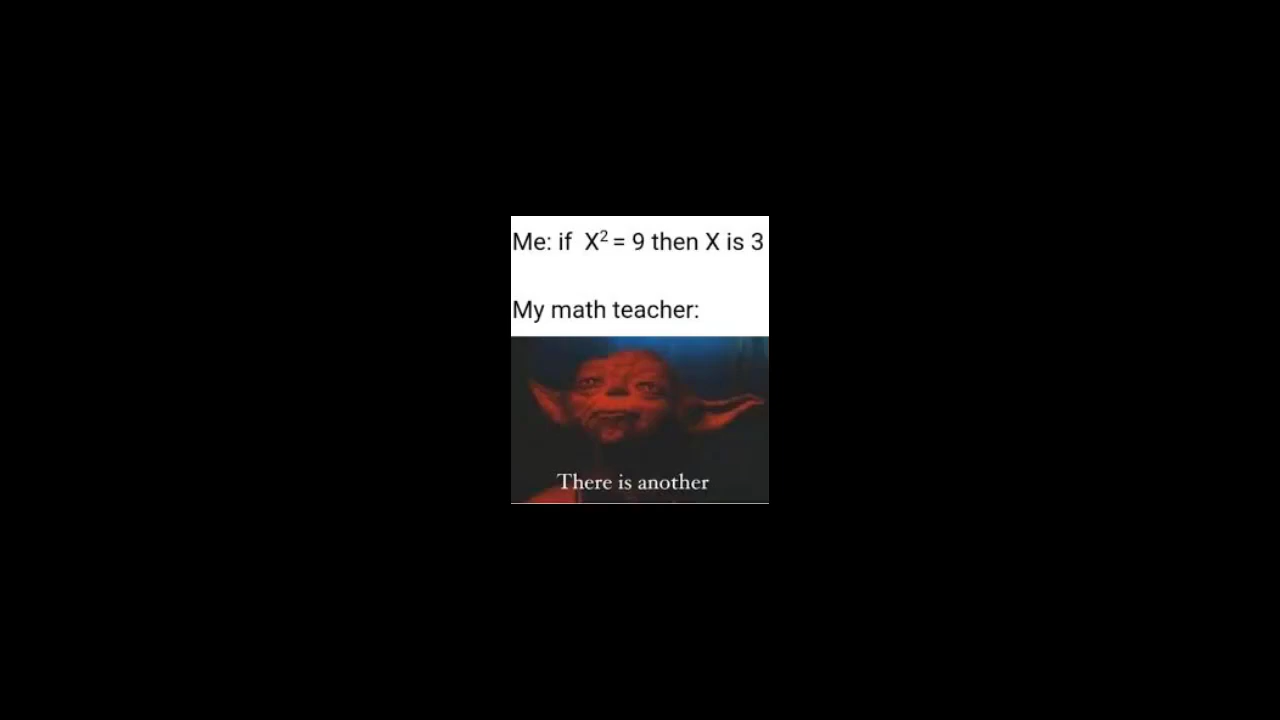 Me: if X² = 9 then X is 3
My math teacher:
There is another